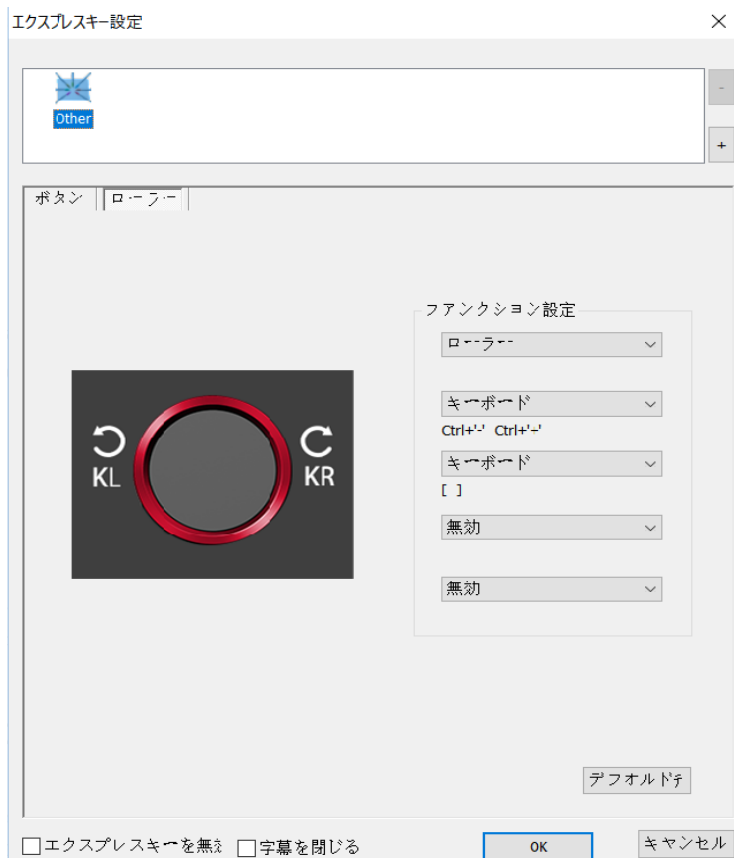 エクスプレスキー設定
Other
-
+
ボタン ローラー
ファンクション設定
ローラー
キーボード
Ctrl+'-' Ctrl+'+'
キーボード
[ ]
無効
無効
KL
KR
デフオルドﾃ
エクスプレスキーを無 字幕を閉じる
OK キャンセル